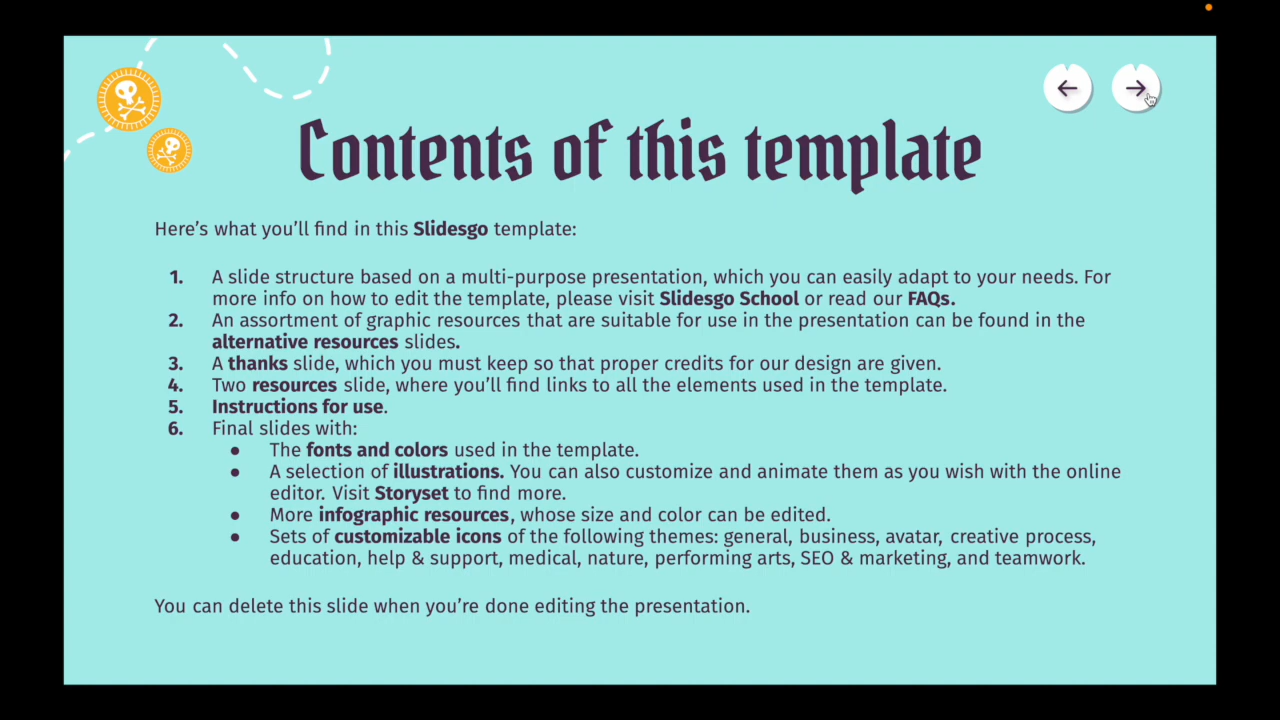 Contents of this template
Here’s what you’ll find in this Slidesgo template:
1. A slide structure based on a multi-purpose presentation, which you can easily adapt to your needs. For
more info on how to edit the template, please visit Slidesgo School or read our FAQs.
2. An assortment of graphic resources that are suitable for use in the presentation can be found in the
alternative resources slides.
3. A thanks slide, which you must keep so that proper credits for our design are given.
4. Two resources slide, where you’ll find links to all the elements used in the template.
5. Instructions for use.
6. Final slides with:
● The fonts and colors used in the template.
● A selection of illustrations. You can also customize and animate them as you wish with the online
editor. Visit Storyset to find more.
● More infographic resources, whose size and color can be edited.
● Sets of customizable icons of the following themes: general, business, avatar, creative process,
education, help & support, medical, nature, performing arts, SEO & marketing, and teamwork.
You can delete this slide when you’re done editing the presentation.